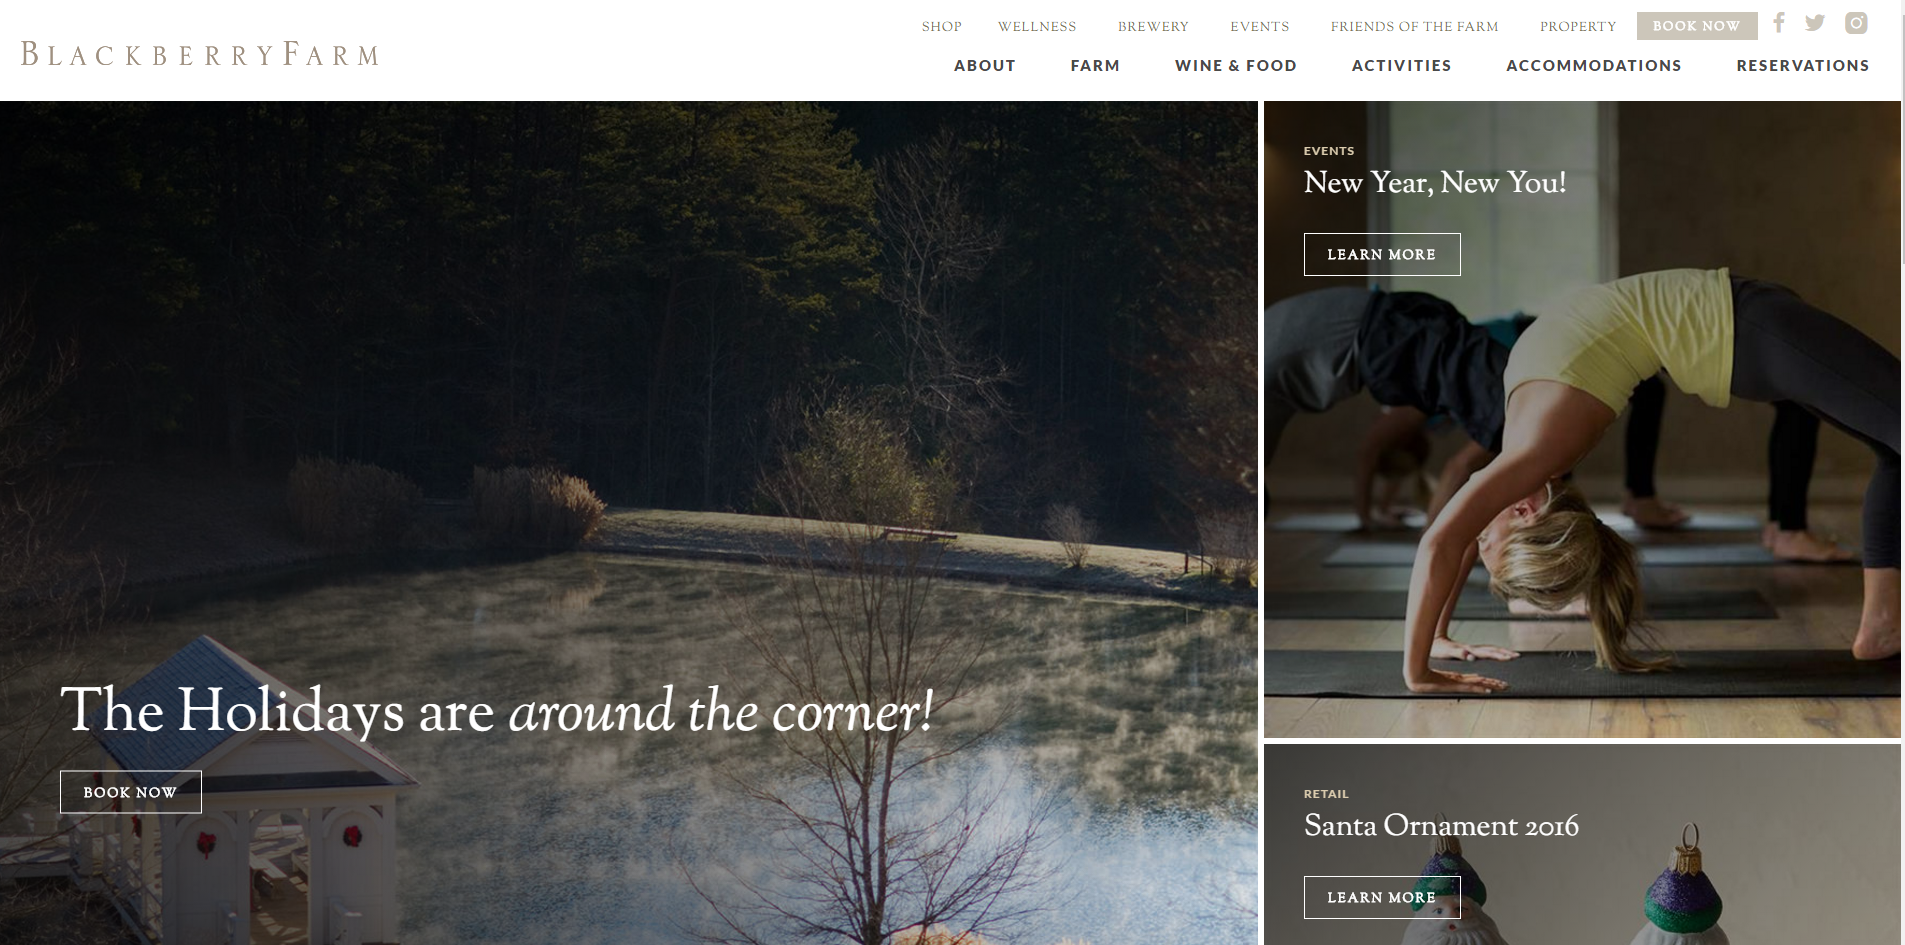 SHOP WELLNESS BREWERY EVENTS FRIENDS OF THE FARM PROPERTY BOOK NOW
BLACKBERRY FARM
ABOUT FARM WINE & FOOD ACTIVITIES ACCOMMODATIONS RESERVATIONS
The Holidays are around the corner!
BOOK NOW
EVENTS
New Year, New You!
LEARN MORE
RETAIL
Santa Ornament 2016
LEARN MORE